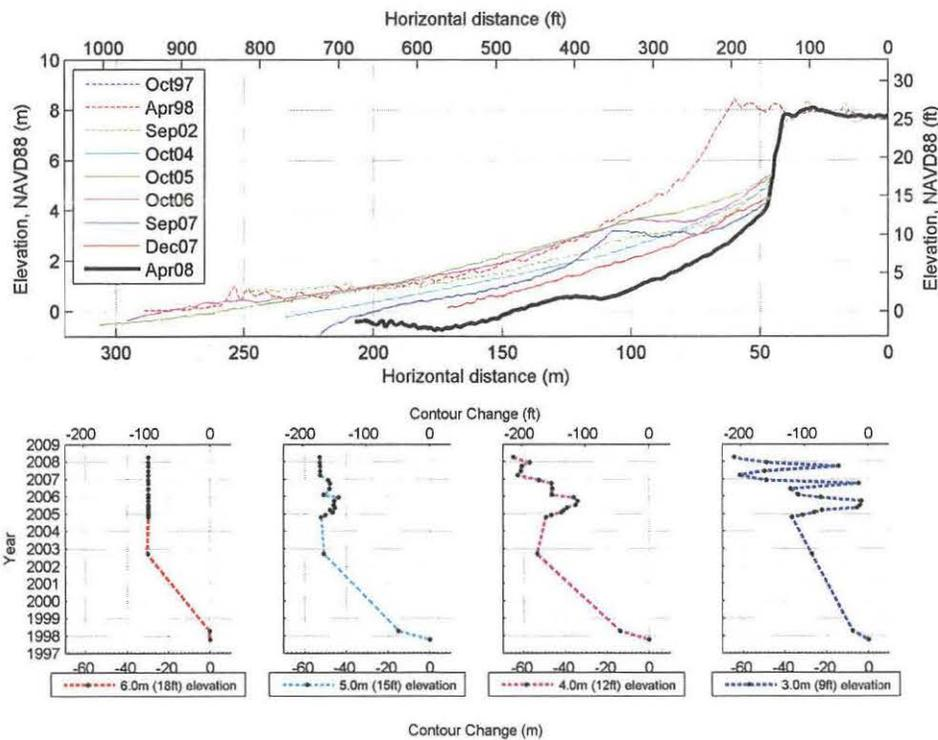 Horizontal distance (ft)
1000 900 800 700 600 500 400 300 200 100 0
10
8
6
4
2
0
Elevation, NAVD88 (m)
Oct97
Apr98
Sep02
Oct04
Oct05
Oct06
Sep07
Dec07
Apr08
30
25
20
15
10
5
0
Elevation, NAVD88 (ft)
300 250 200 150 100 50 0
Horizontal distance (m)
Contour Change (ft)
-200 -100 0
-200 -100 0
-200 -100 0
-200 -100 0
2009
2008
2007
2006
2005
2003
2002
2000
1999
1998
1997
Year
-60 -40 -20 0
-60 -40 -20 0
-60 -40 -20 0
-60 -40 -20 0
6.0m (18ft) elevation
5.0m (15ft) elevation
4.0m (12ft) elevation
3.0m (9ft) elevation
Contour Change (m)